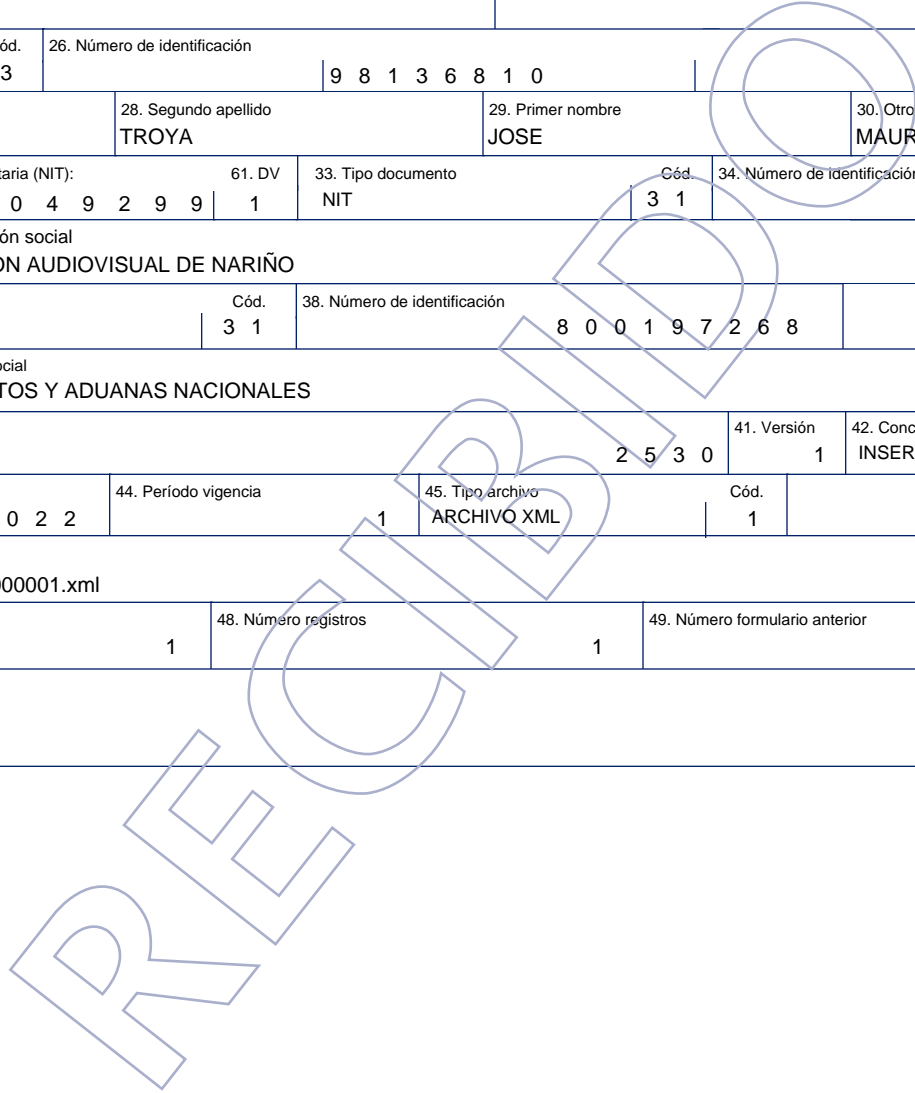 ód. 26. Número de identificación
3 9 8 1 3 6 8 1 0
28. Segundo apellido 29. Primer nombre 30. Otro
TROYA JOSE MAUR
taria (NIT): 61. DV 33. Tipo documento Cód. 34. Número de identificación
0 4 9 2 9 9 1 NIT 3 1
ón social
ON AUDIOVISUAL DE NARIÑO
Cód. 38. Número de identificación
3 1 8 0 0 1 9 7 2 6 8
ocial
TOS Y ADUANAS NACIONALES
41. Versión 42. Conc
2 5 3 0 1 INSER
44. Período vigencia 45. Tipo archivo Cód.
0 2 2 1 ARCHIVO XML 1
000001.xml
48. Número registros 49. Número formulario anterior
1 1
RECIBIDO